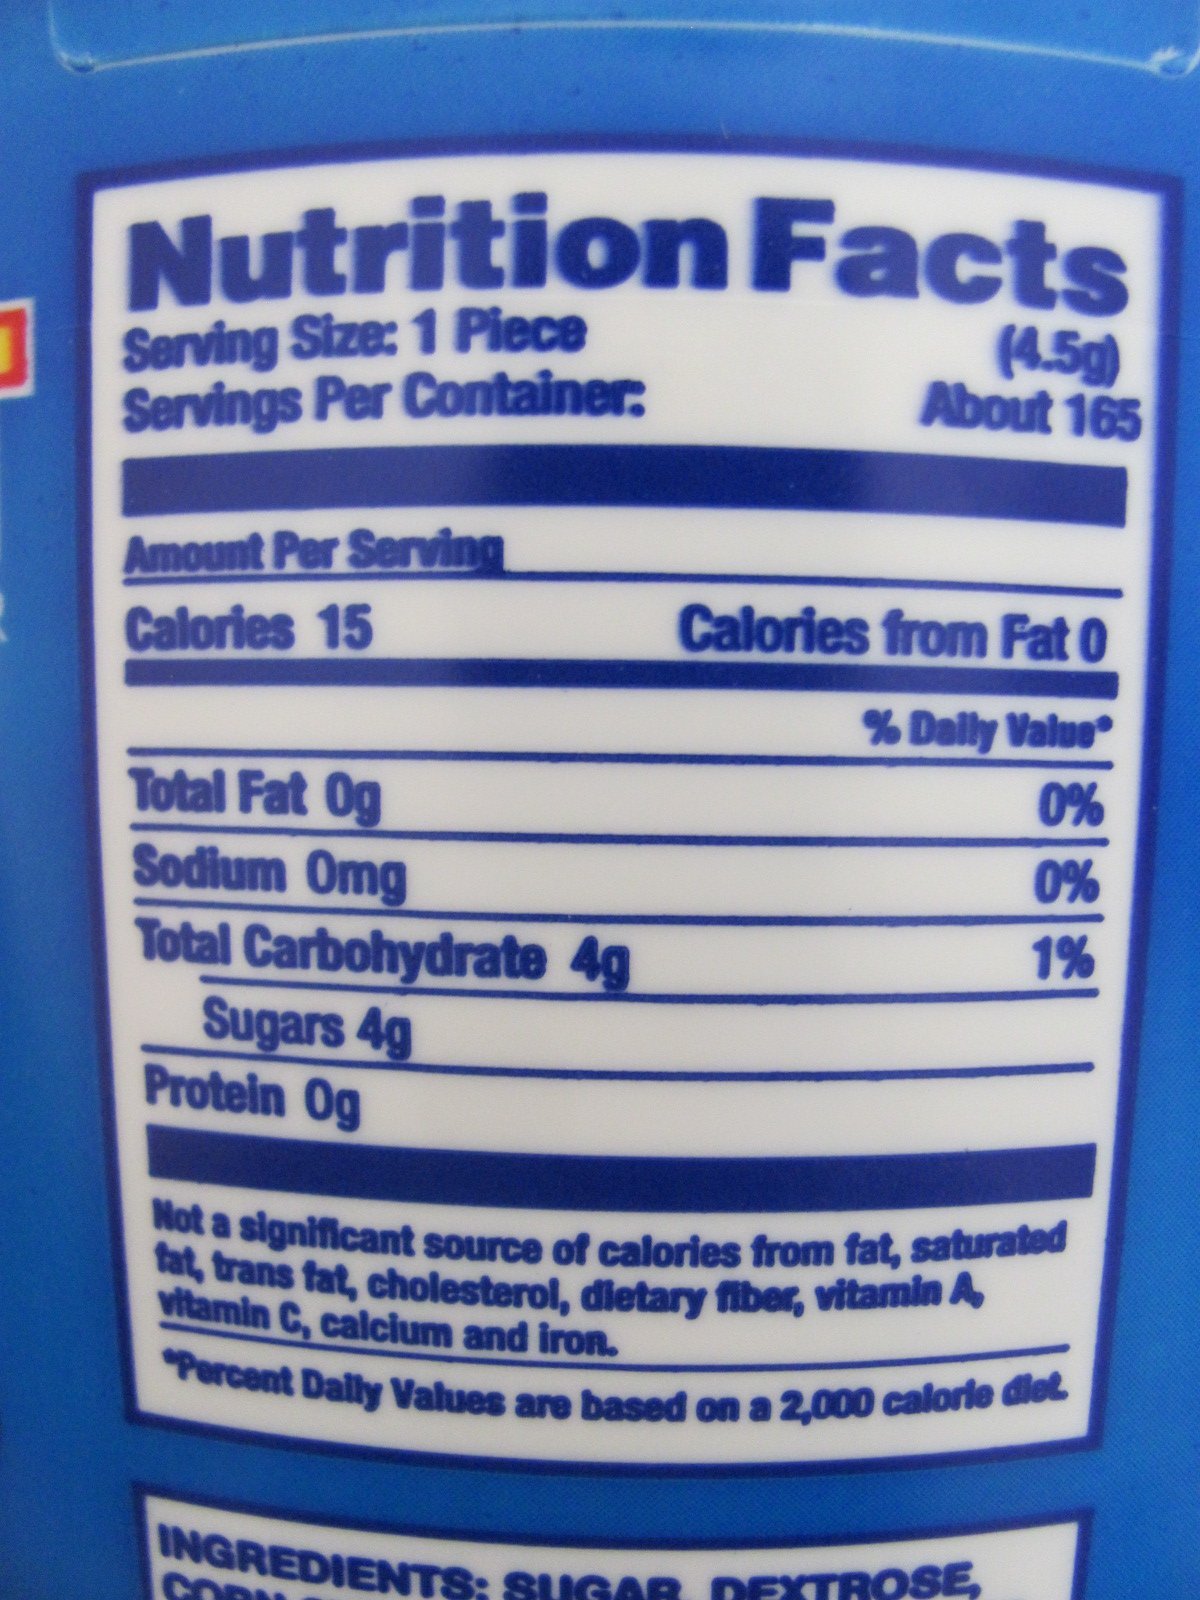 Nutrition Facts
Serving Size: 1 Piece (4.5g)
Servings Per Container: About 165
Amount Per Serving
Calories 15 Calories from Fat 0
% Daily Value*
Total Fat 0g 0%
Sodium 0mg 0%
Total Carbohydrate 4g 1%
Sugars 4g
Protein 0g
Not a significant source of calories from fat, saturated
fat, trans fat, cholesterol, dietary fiber, vitamin A,
vitamin C, calcium and iron.
*Percent Daily Values are based on a 2,000 calorie diet.
INGREDIENTS: SUGAR, DEXTROSE,
CORN